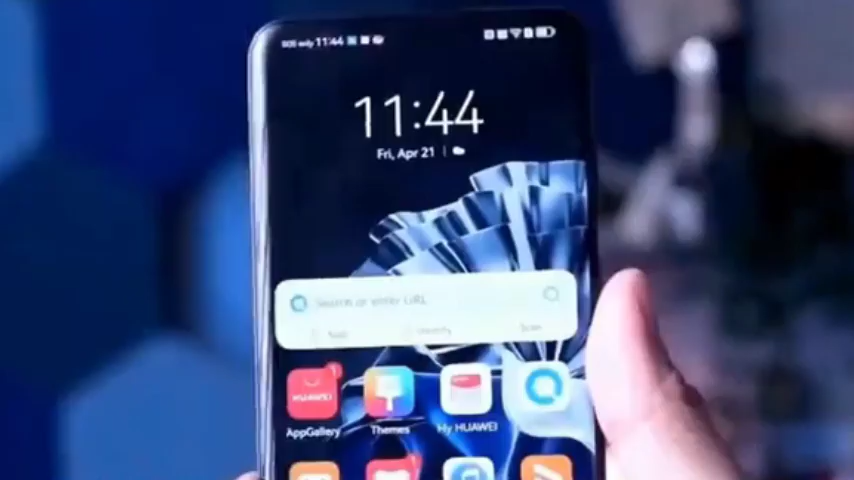 11:44
11:44
Fri, Apr 21
Search or enter URL
HUAWEI
AppGallery
Themes
My HUAWEI